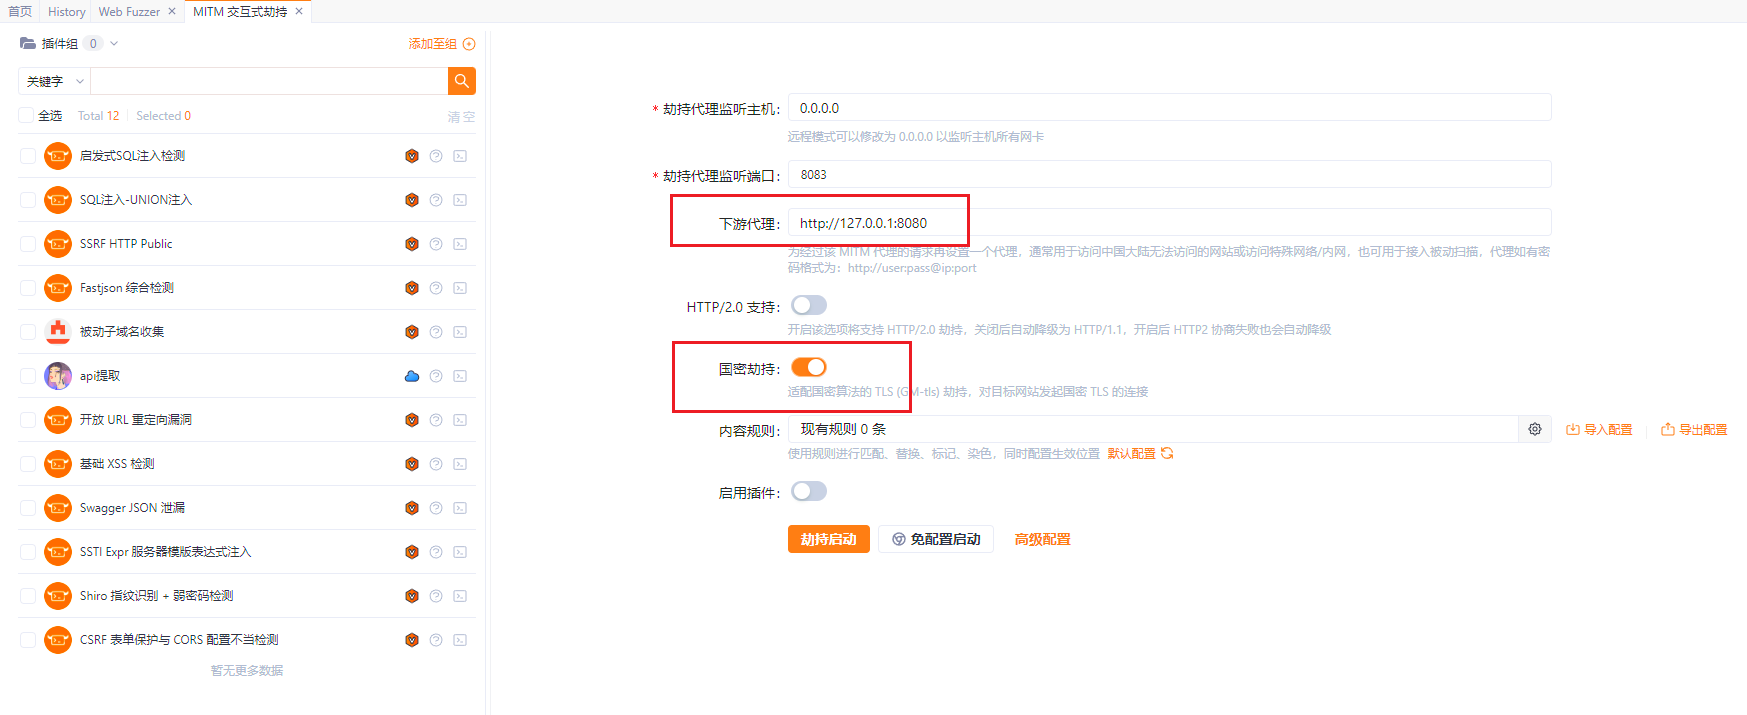 首页 History Web Fuzzer × MITM 交互式劫持 ×
插件组 0 添加至组
关键字
全选 Total 12 Selected 0 清空
启发式SQL注入检测
SQL注入-UNION注入
SSRF HTTP Public
Fastjson 综合检测
被动子域名收集
api提取
开放 URL 重定向漏洞
基础 XSS 检测
Swagger JSON 泄漏
SSTI Expr 服务器模版表达式注入
Shiro 指纹识别 + 弱密码检测
CSRF 表单保护与 CORS 配置不当检测
暂无更多数据
* 劫持代理监听主机: 0.0.0.0
远程模式可以修改为 0.0.0.0 以监听主机所有网卡
* 劫持代理监听端口: 8083
下游代理: http://127.0.0.1:8080
为经过该 MITM 代理的请求再设置一个代理，通常用于访问中国大陆无法访问的网站或访问特殊网络/内网，也可用于接入被动扫描，代理如有密
码格式为：http://user:pass@ip:port
HTTP/2.0 支持:
开启该选项将支持 HTTP/2.0 劫持，关闭后自动降级为 HTTP/1.1，开启后 HTTP2 协商失败也会自动降级
国密劫持:
适配国密算法的 TLS (GM-tls) 劫持，对目标网站发起国密 TLS 的连接
内容规则: 现有规则 0 条 导入配置 导出配置
使用规则进行匹配、替换、标记、染色，同时配置生效位置 默认配置
启用插件:
劫持启动 免配置启动 高级配置